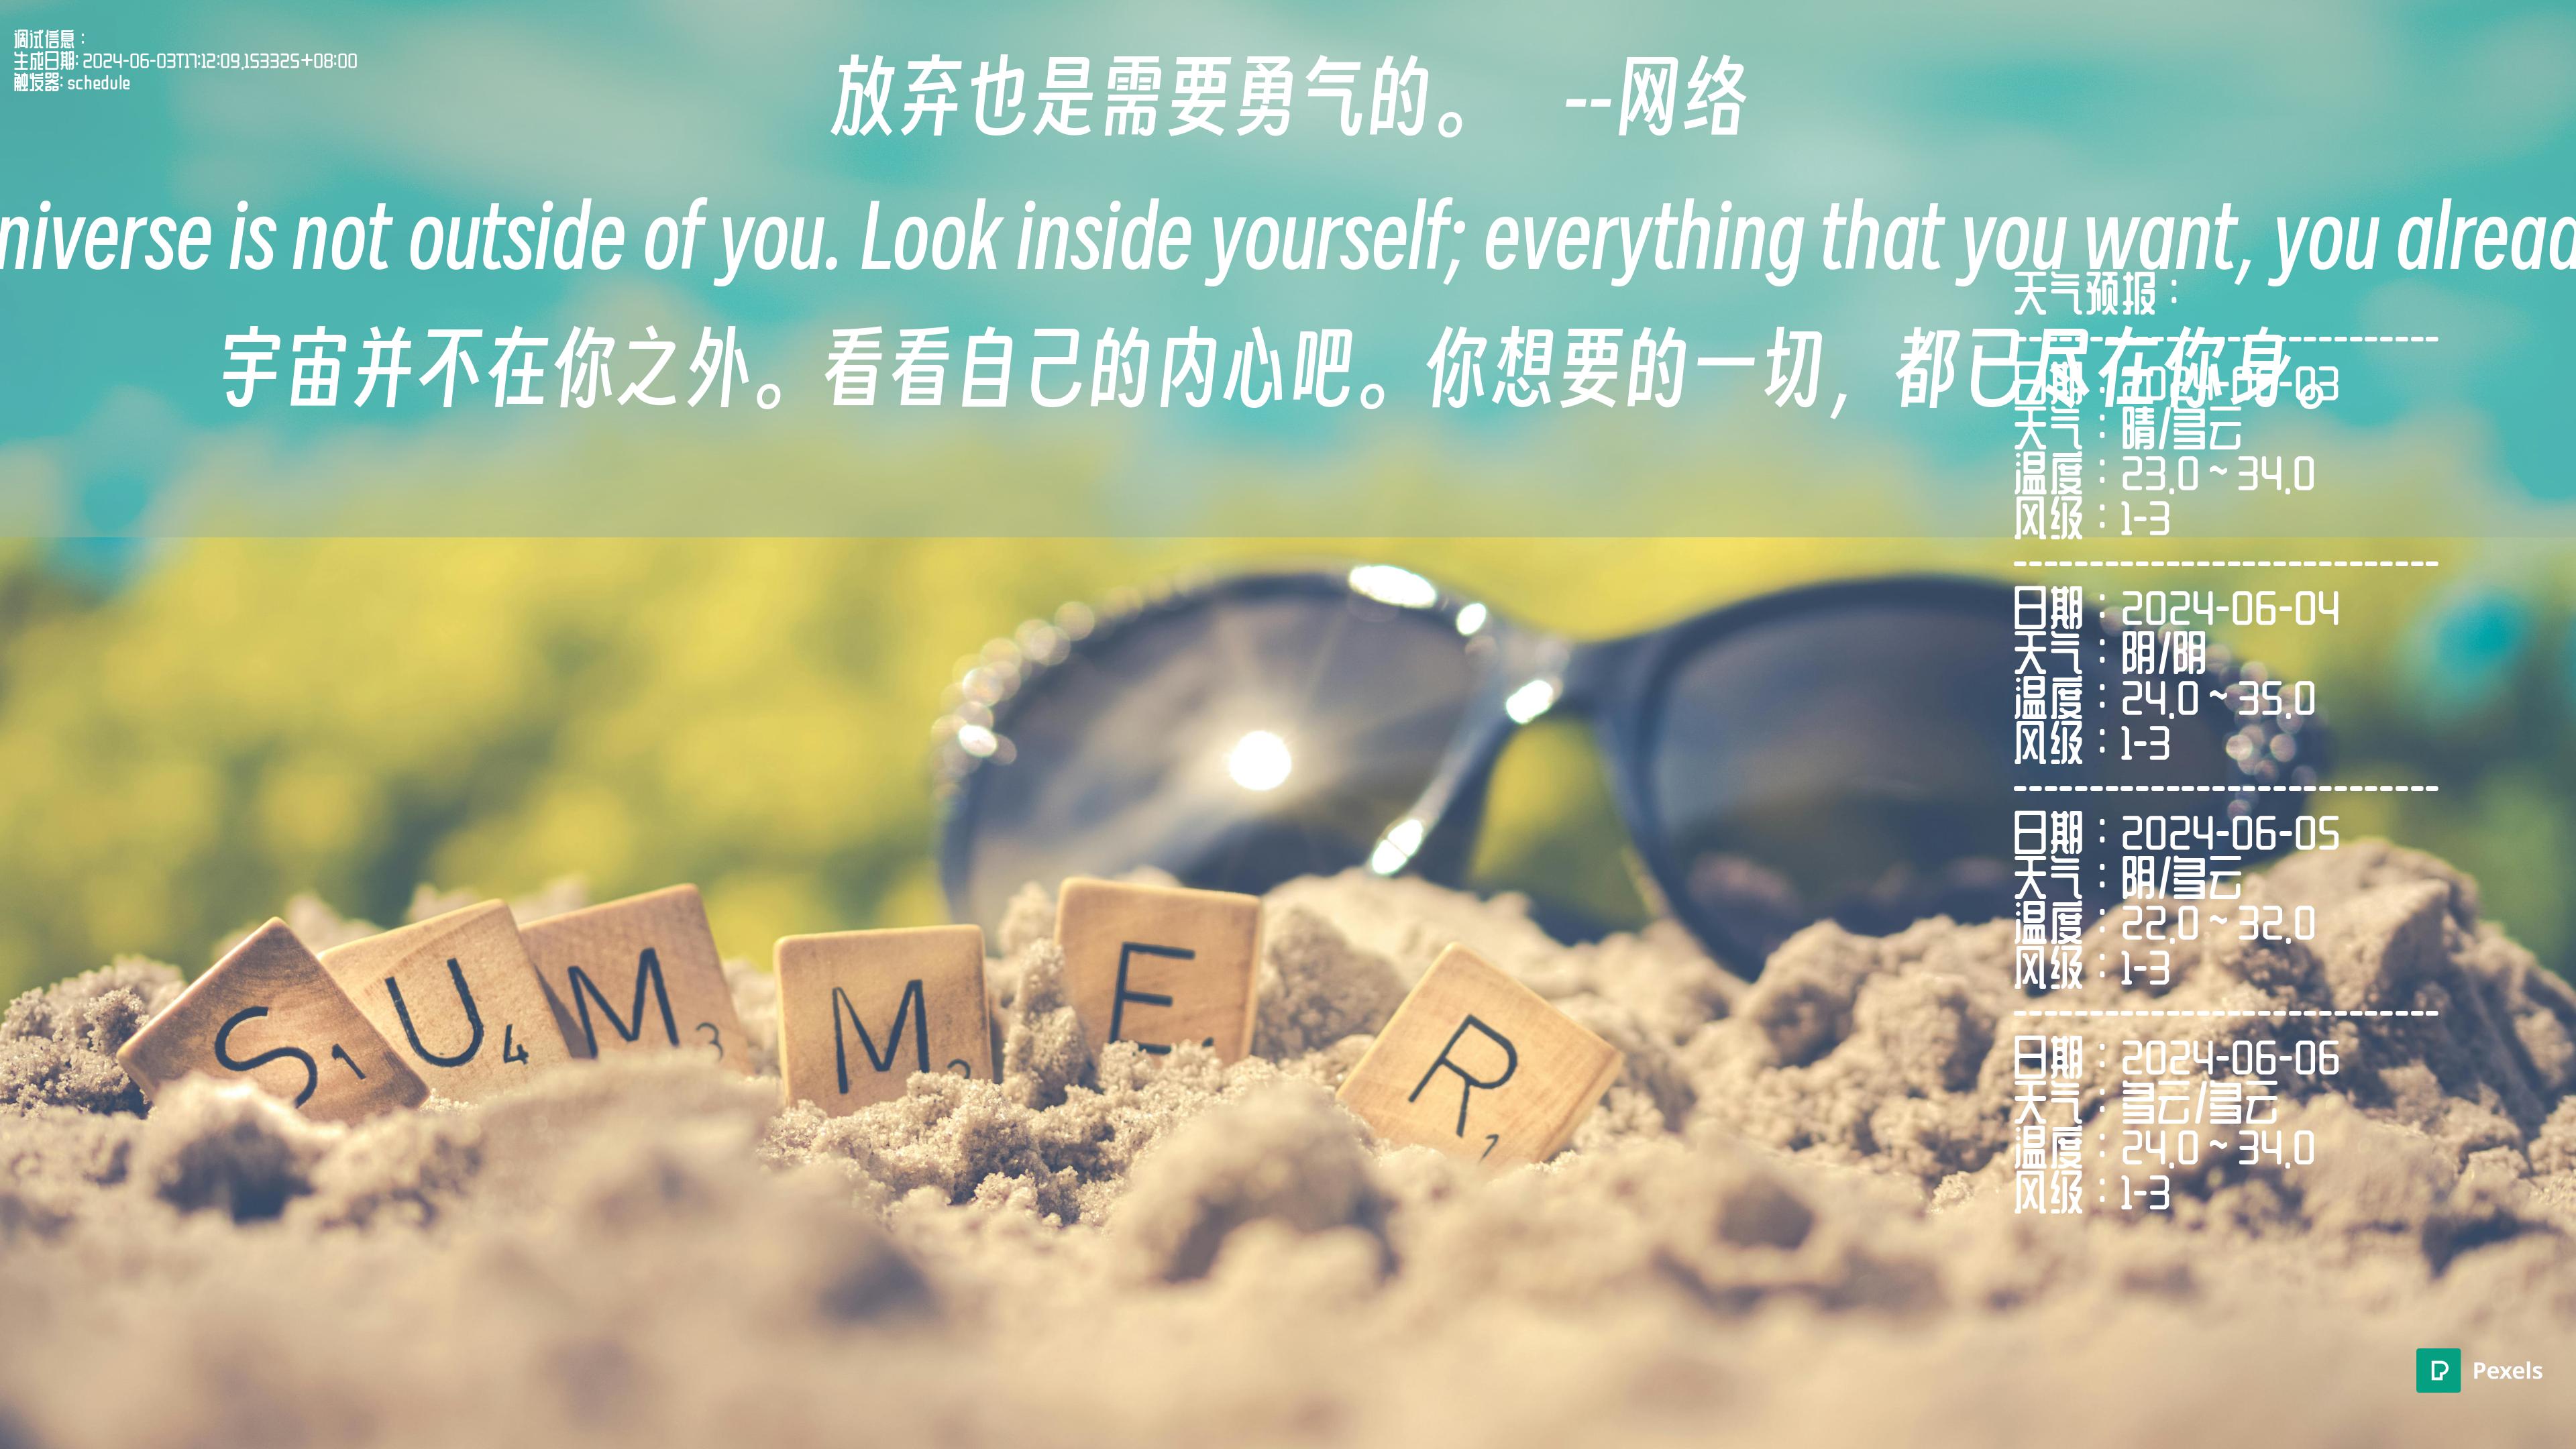 调试信息：
生成日期: 2024-06-03T17:12:09.153325+08:00
触发器: schedule
放弃也是需要勇气的。 --网络
niverse is not outside of you. Look inside yourself; everything that you want, you alread
宇宙并不在你之外。看看自己的内心吧。你想要的一切，都已尽在你身。
天气预报：
----------------------------
日期：2024-06-03
天气：晴/多云
温度：23.0 ~ 34.0
风级：1-3
----------------------------
日期：2024-06-04
天气：阴/阴
温度：24.0 ~ 35.0
风级：1-3
----------------------------
日期：2024-06-05
天气：阴/多云
温度：22.0 ~ 32.0
风级：1-3
----------------------------
日期：2024-06-06
天气：多云/多云
温度：24.0 ~ 34.0
风级：1-3
S1 U4 M3 M3 E1 R1
Pexels